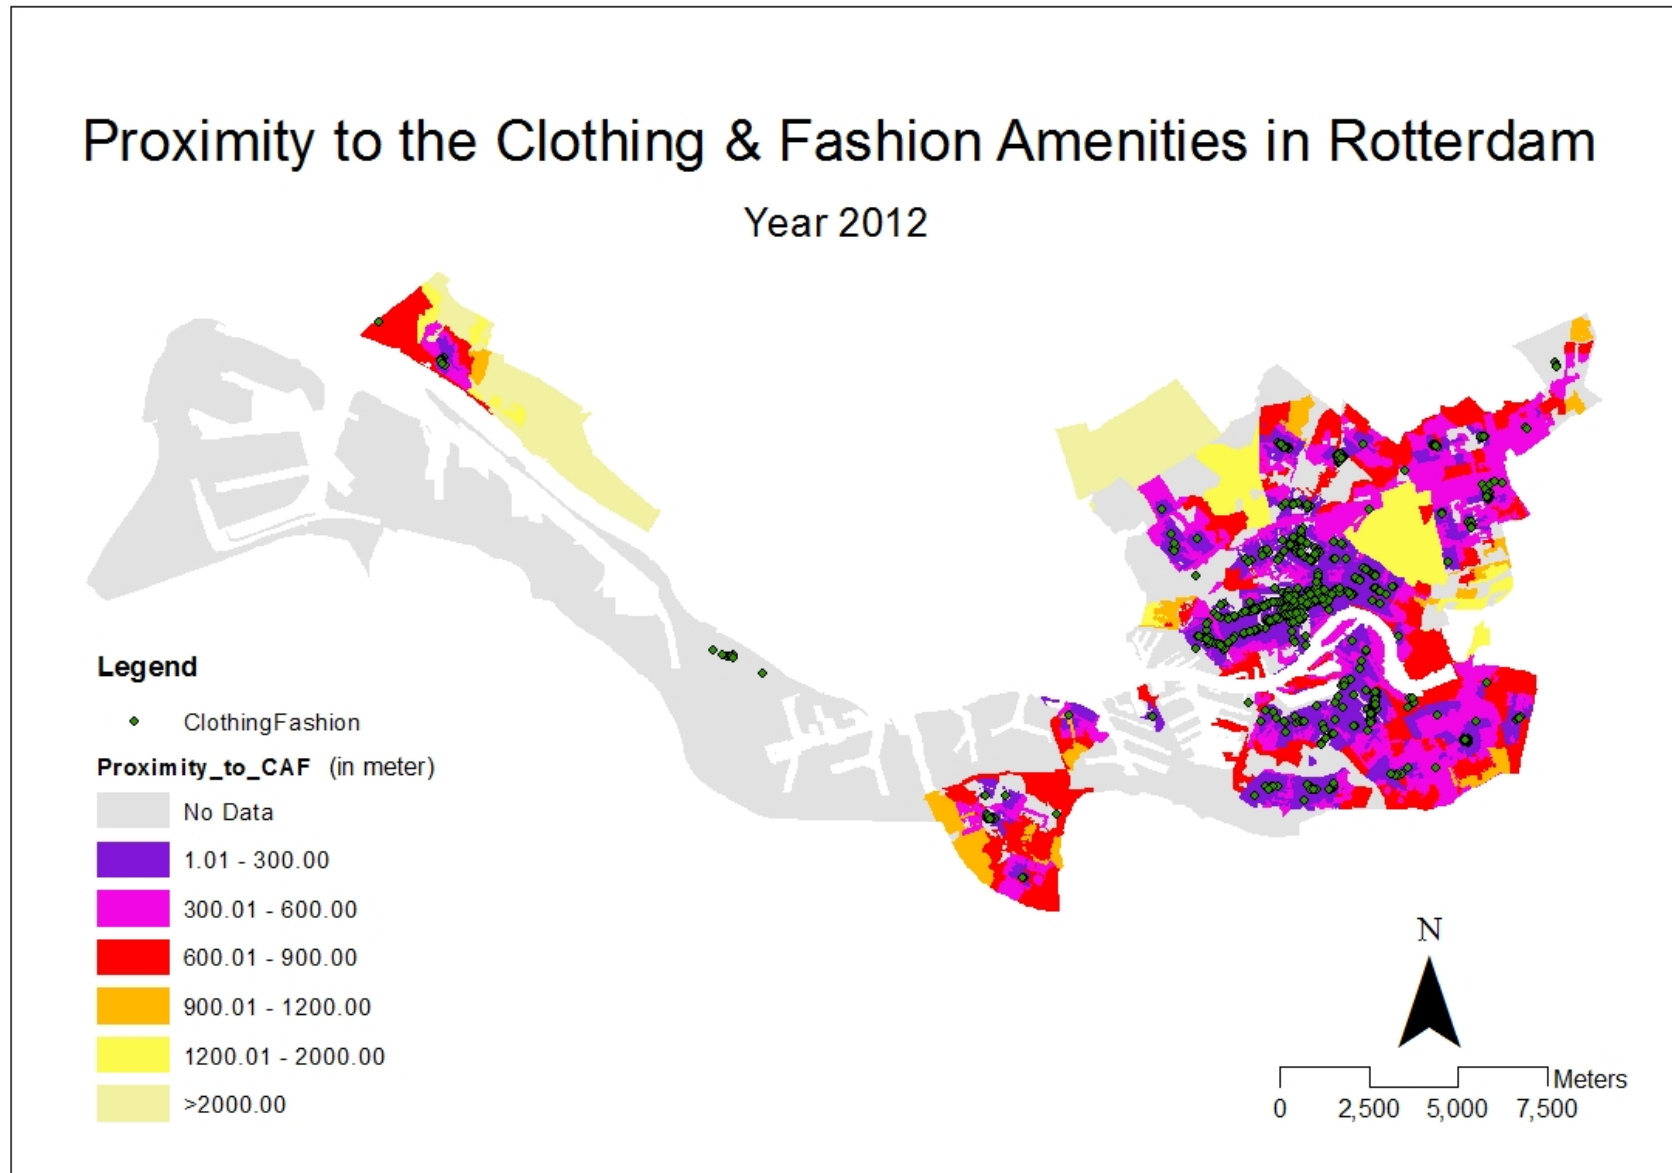 Proximity to the Clothing & Fashion Amenities in Rotterdam
Year 2012
Legend
ClothingFashion
Proximity_to_CAF (in meter)
No Data
1.01 - 300.00
300.01 - 600.00
600.01 - 900.00
900.01 - 1200.00
1200.01 - 2000.00
>2000.00
N
Meters
0 2,500 5,000 7,500